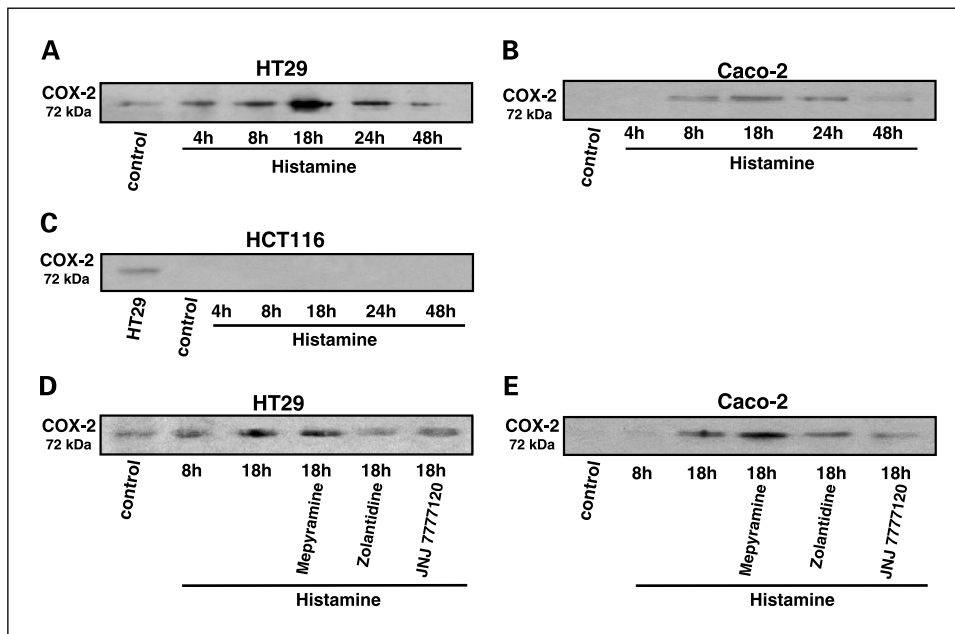 A
HT29
COX-2
72 kDa
control
4h 8h 18h 24h 48h
Histamine
B
Caco-2
COX-2
72 kDa
control
4h 8h 18h 24h 48h
Histamine
C
HCT116
COX-2
72 kDa
HT29
control
4h 8h 18h 24h 48h
Histamine
D
HT29
COX-2
72 kDa
control
8h 18h 18h 18h 18h
Mepyramine
Zolantidine
JNJ 7777120
Histamine
E
Caco-2
COX-2
72 kDa
control
8h 18h 18h 18h 18h
Mepyramine
Zolantidine
JNJ 7777120
Histamine